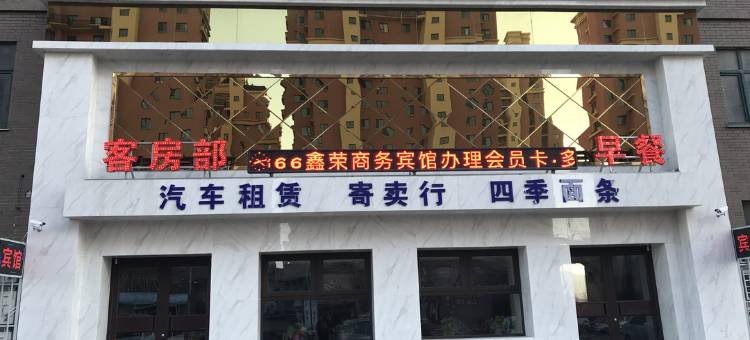 客房部 366鑫荣商务宾馆办理会员卡·多 早餐
汽车租赁 寄卖行 四季面条
宾馆
宾